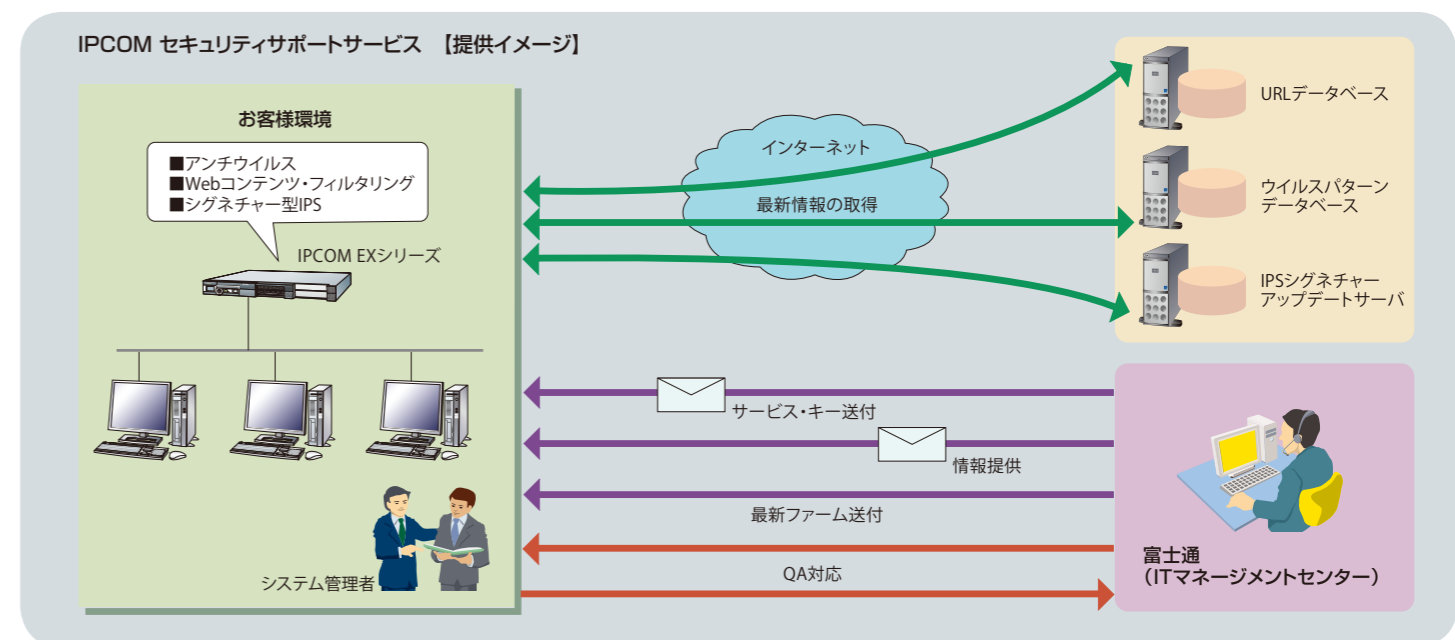 IPCOM セキュリティサポートサービス 【提供イメージ】
お客様環境
■アンチウイルス
■Webコンテンツ・フィルタリング
■シグネチャー型IPS
IPCOM EXシリーズ
システム管理者
インターネット
最新情報の取得
URLデータベース
ウイルスパターン
データベース
IPSシグネチャー
アップデートサーバ
サービス・キー送付
情報提供
最新ファーム送付
QA対応
富士通
（ITマネージメントセンター）